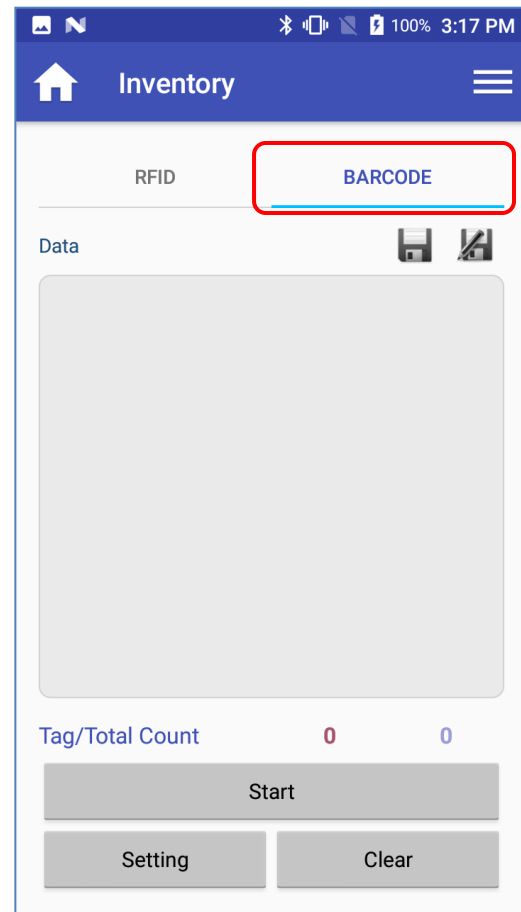 100% 3:17 PM
Inventory
RFID BARCODE
Data
Tag/Total Count 0 0
Start
Setting Clear